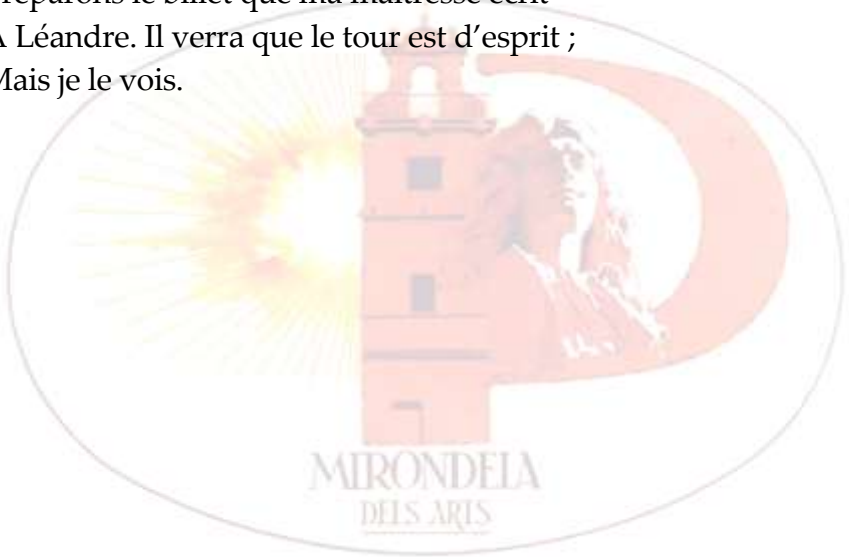 Préparons le billet que ma maîtresse écrit
À Léandre. Il verra que le tour est d’esprit ;
Mais je le vois.
MIRONDELA
DELS ARTS